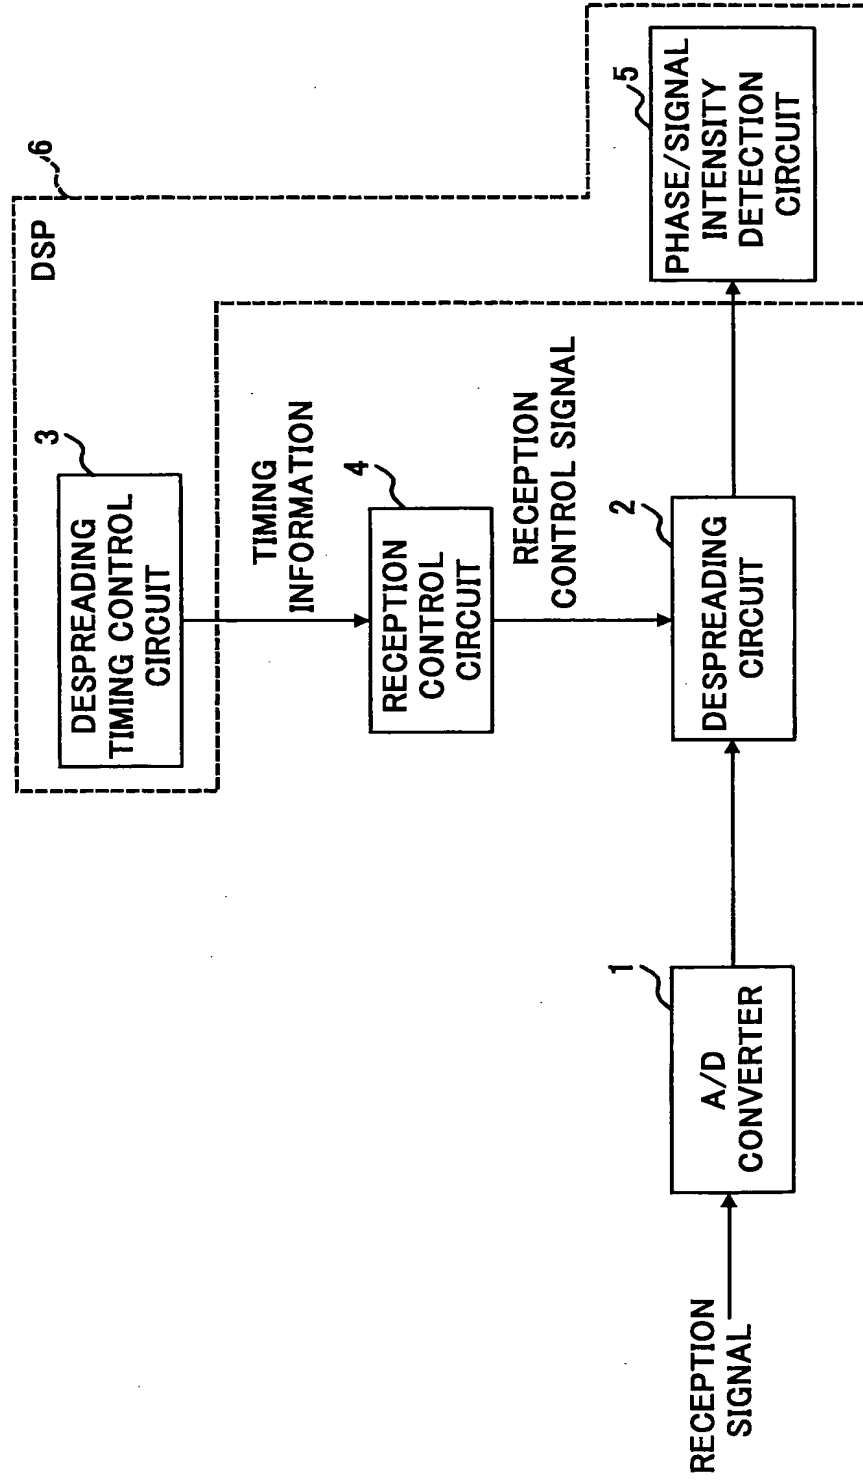 6
DSP
3
DESPREADING
TIMING CONTROL
CIRCUIT
TIMING
INFORMATION
4
RECEPTION
CONTROL
CIRCUIT
RECEPTION
CONTROL SIGNAL
RECEPTION
SIGNAL
1
A/D
CONVERTER
2
DESPREADING
CIRCUIT
5
PHASE/SIGNAL
INTENSITY
DETECTION
CIRCUIT